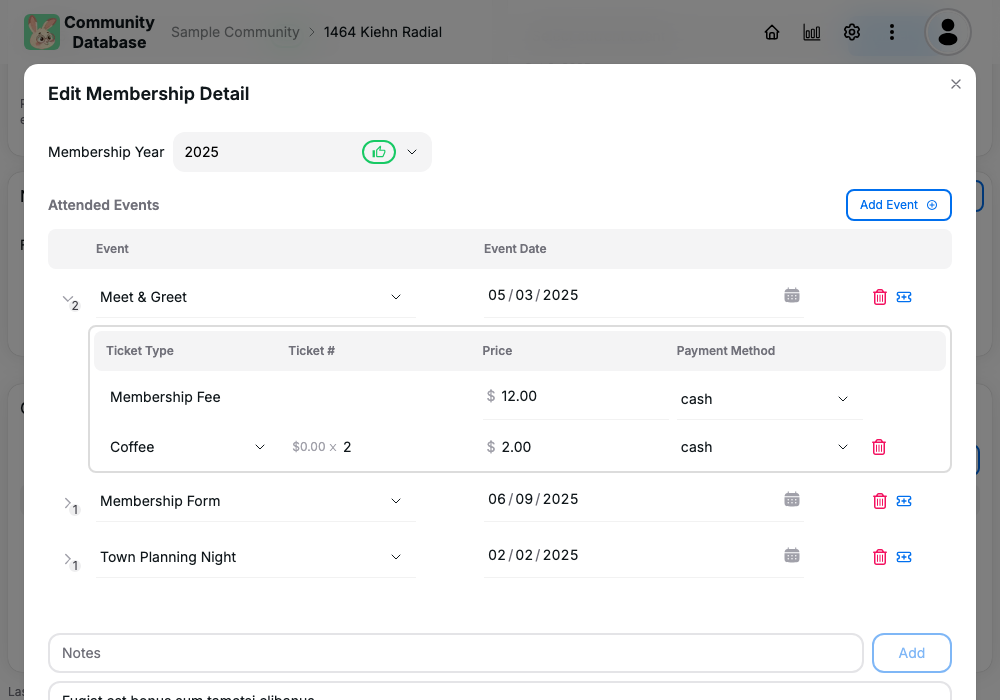 Community
Database
Sample Community > 1464 Kiehn Radial
Edit Membership Detail
Membership Year 2025
Attended Events Add Event
Event Event Date
2 Meet & Greet 05/03/2025
Ticket Type Ticket # Price Payment Method
Membership Fee $ 12.00 cash
Coffee $0.00 x 2 $ 2.00 cash
1 Membership Form 06/09/2025
1 Town Planning Night 02/02/2025
Notes Add